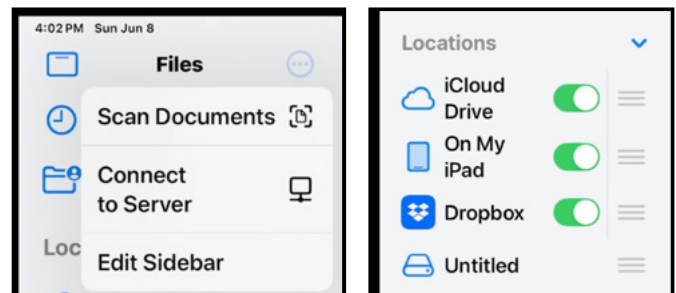 4:02 PM Sun Jun 8
Files
Scan Documents
Connect
to Server
Loc
Edit Sidebar
Locations
iCloud
Drive
On My
iPad
Dropbox
Untitled